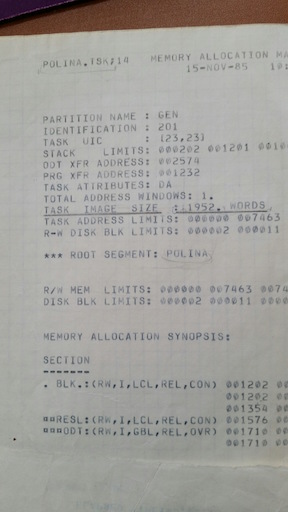 POLINA.TSK;14 MEMORY ALLOCATION MA
15-NOV-85 10:
PARTITION NAME : GEN
IDENTIFICATION : 201
TASK UIC : [23,23]
STACK LIMITS: 000202 001201 00100
ODT XFR ADDRESS: 002574
PRG XFR ADDRESS: 001232
TASK ATTRIBUTES: DA
TOTAL ADDRESS WINDOWS: 1.
TASK IMAGE SIZE : 1952. WORDS
TASK ADDRESS LIMITS: 000000 007463
R-W DISK BLK LIMITS: 000002 000011
*** ROOT SEGMENT: POLINA
R/W MEM LIMITS: 000000 007463 0074
DISK BLK LIMITS: 000002 000011 0000
MEMORY ALLOCATION SYNOPSIS:
SECTION
-------
. BLK.:(RW,I,LCL,REL,CON) 001202 00
001202 00
001354 00
¤¤RESL:(RW,I,LCL,REL,CON) 001576 00
¤¤¤ODT:(RW,I,GBL,REL,OVR) 001710 00
001710 00